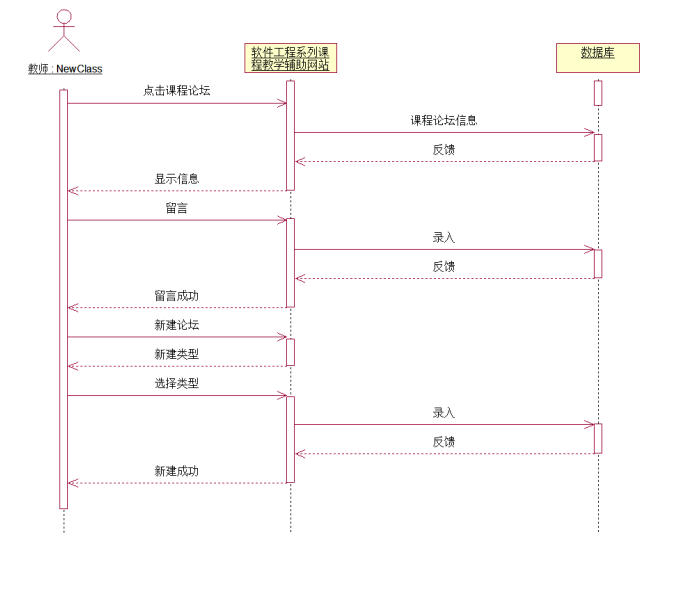 软件工程系列课
程教学辅助网站
数据库
教师 : NewClass
点击课程论坛
课程论坛信息
反馈
显示信息
留言
录入
反馈
留言成功
新建论坛
新建类型
选择类型
录入
反馈
新建成功